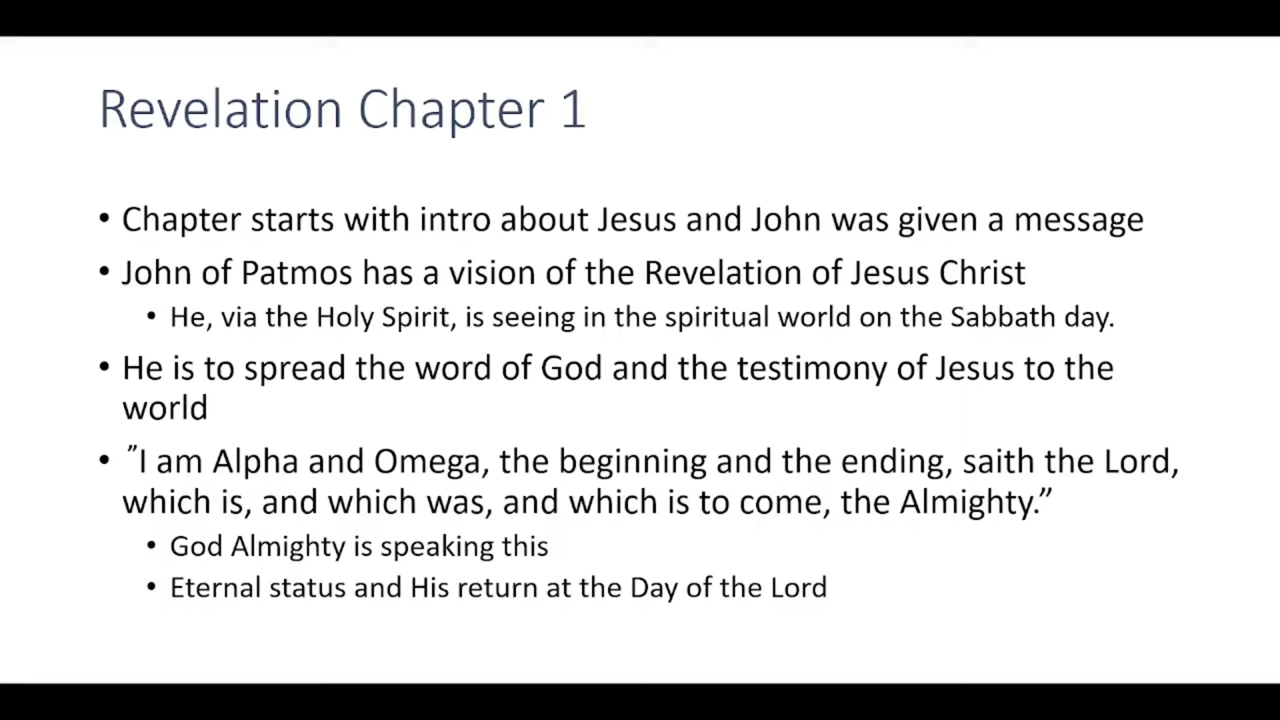 Revelation Chapter 1
• Chapter starts with intro about Jesus and John was given a message
• John of Patmos has a vision of the Revelation of Jesus Christ
• He, via the Holy Spirit, is seeing in the spiritual world on the Sabbath day.
• He is to spread the word of God and the testimony of Jesus to the
world
• ”I am Alpha and Omega, the beginning and the ending, saith the Lord,
which is, and which was, and which is to come, the Almighty.”
• God Almighty is speaking this
• Eternal status and His return at the Day of the Lord